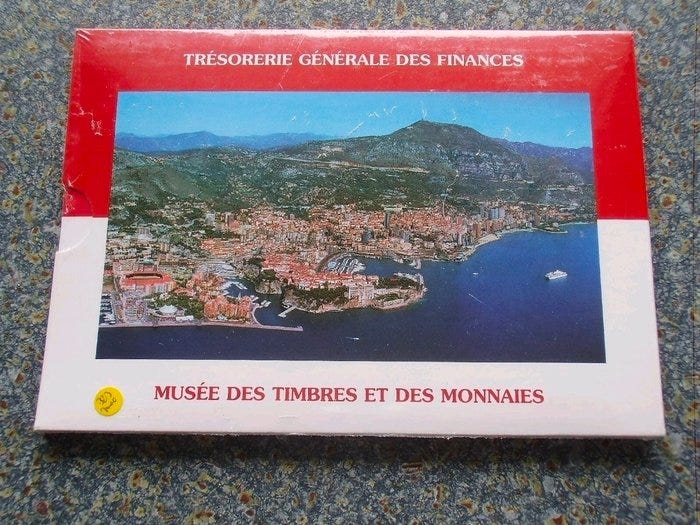 TRÉSORERIE GÉNÉRALE DES FINANCES
MUSÉE DES TIMBRES ET DES MONNAIES